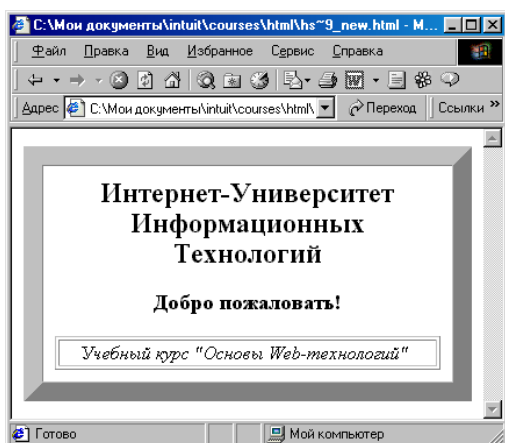 C:\Мои документы\intuit\courses\html\hs~9_new.html - M...
Файл Правка Вид Избранное Сервис Справка
Адрес C:\Мои документы\intuit\courses\html\ Переход Ссылки »
Интернет-Университет
Информационных
Технологий
Добро пожаловать!
Учебный курс "Основы Web-технологий"
Готово Мой компьютер